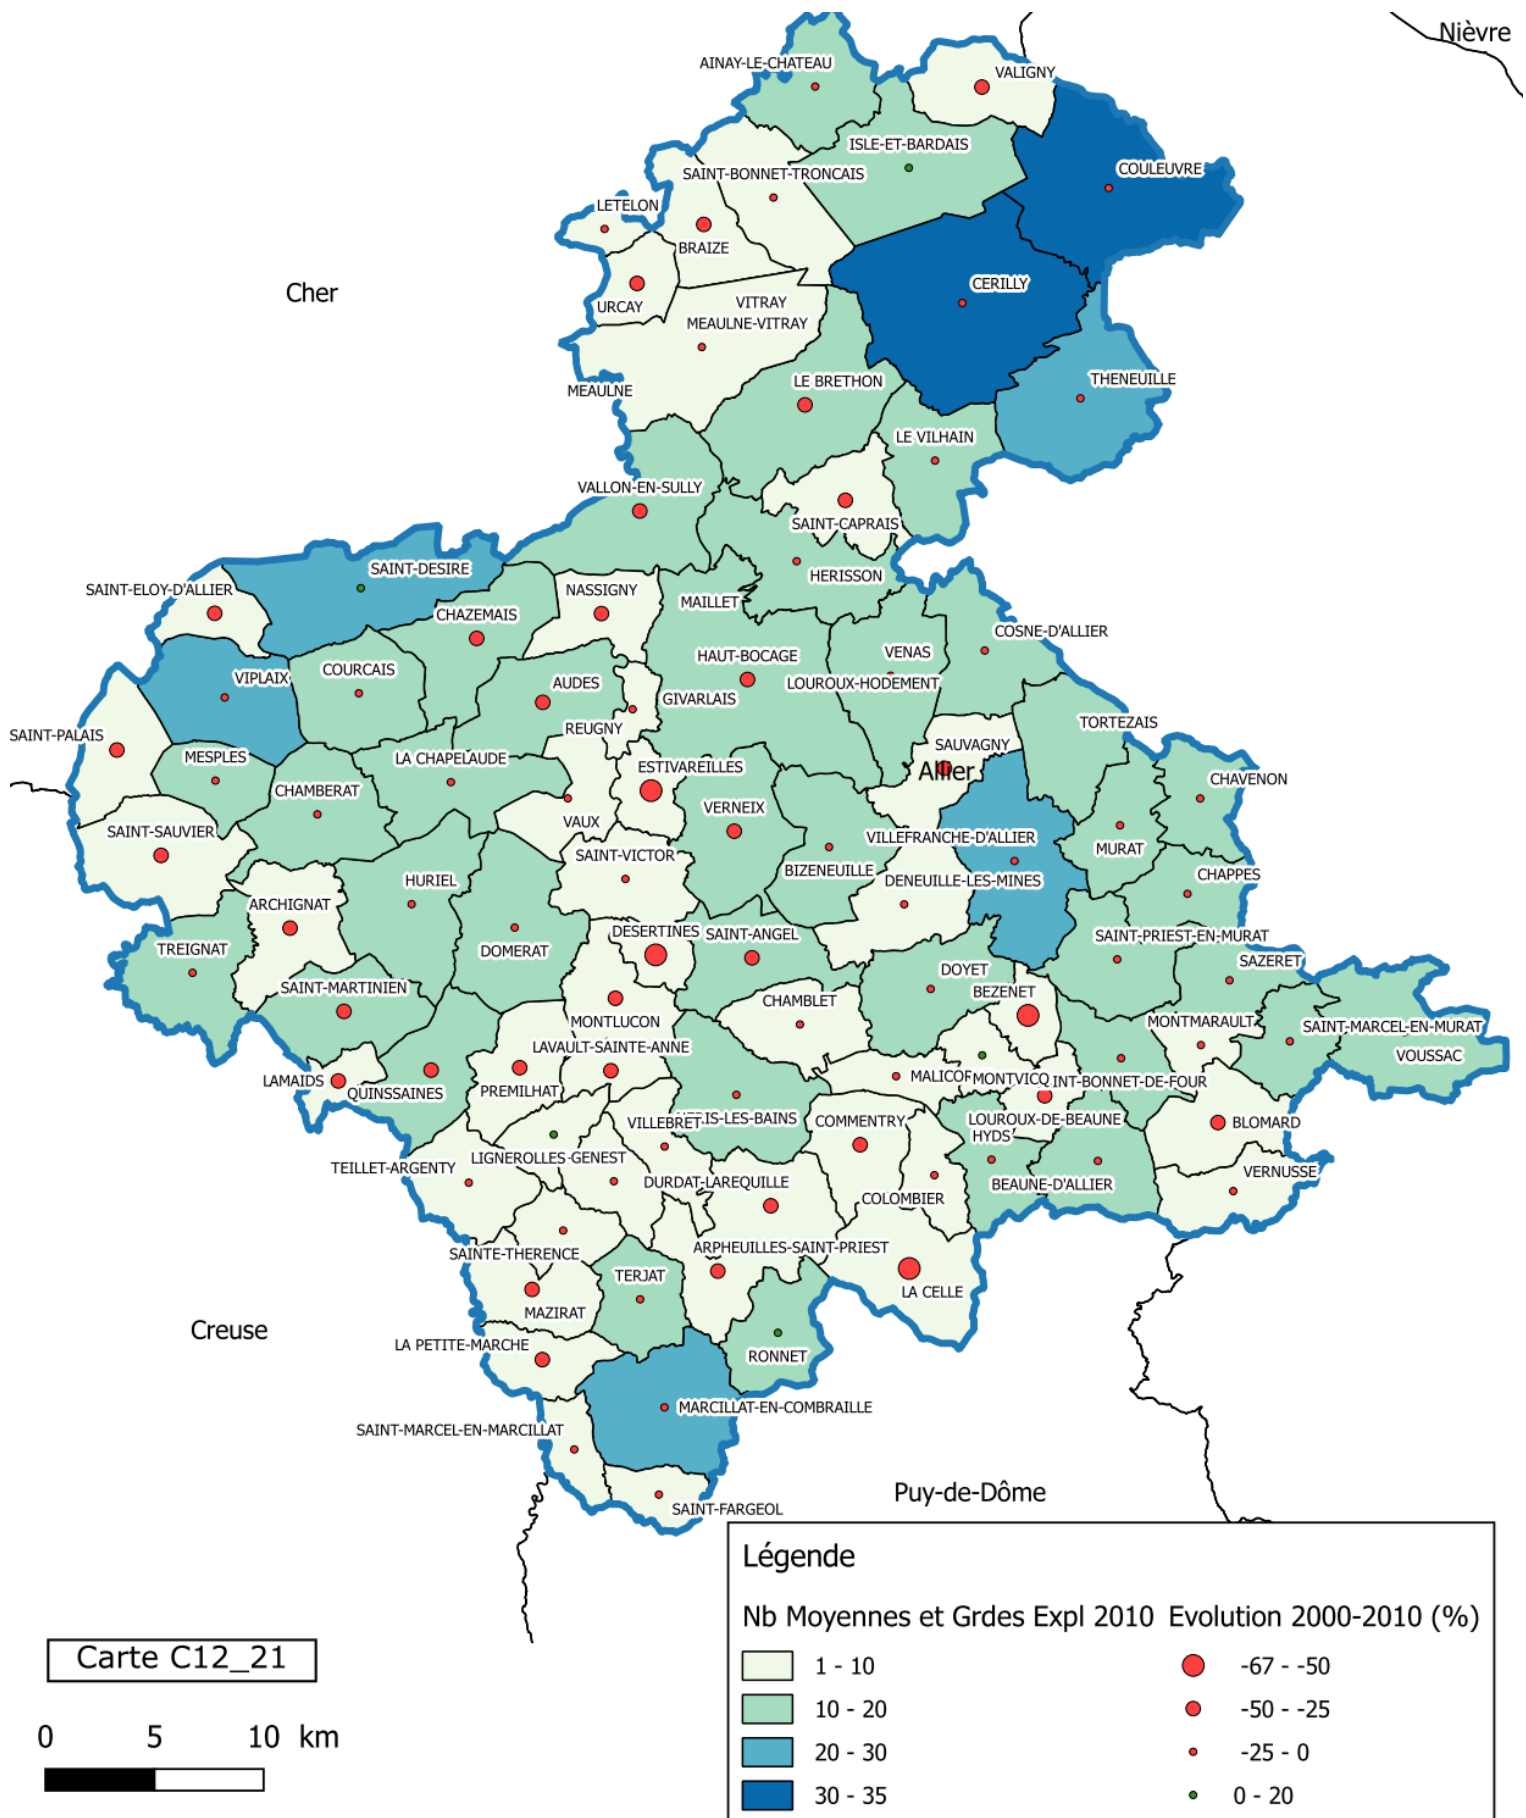 Nièvre
AINAY-LE-CHATEAU
VALIGNY
ISLE-ET-BARDAIS
COULEUVRE
SAINT-BONNET-TRONCAIS
LETELON
BRAIZE
Cher
CERILLY
URCAY
VITRAY
MEAULNE-VITRAY
THENEUILLE
LE BRETHON
MEAULNE
LE VILHAIN
VALLON-EN-SULLY
SAINT-CAPRAIS
SAINT-DESIRE
HERISSON
SAINT-ELOY-D'ALLIER
NASSIGNY
MAILLET
CHAZEMAIS
COSNE-D'ALLIER
VENAS
HAUT-BOCAGE
COURCAIS
VIPLAIX
AUDES
LOUROUX-HODEMENT
GIVARLAIS
TORTEZAIS
REUGNY
SAINT-PALAIS
SAUVAGNY
MESPLES
LA CHAPELAUDE
ESTIVAREILLES
Allier
CHAVENON
CHAMBERAT
VERNEIX
VAUX
SAINT-SAUVIER
VILLEFRANCHE-D'ALLIER
MURAT
SAINT-VICTOR
BIZENEUILLE
CHAPPES
HURIEL
DENEUILLE-LES-MINES
ARCHIGNAT
DESERTINES
SAINT-ANGEL
SAINT-PRIEST-EN-MURAT
TREIGNAT
DOMERAT
SAZERET
DOYET
SAINT-MARTINIEN
BEZENET
CHAMBLET
MONTLUCON
MONTMARAULT
SAINT-MARCEL-EN-MURAT
LAVAULT-SAINTE-ANNE
VOUSSAC
MALICOR
MONTVICQ
INT-BONNET-DE-FOUR
LAMAIDS
QUINSSAINES
PREMILHAT
VILLEBRET
RIS-LES-BAINS
COMMENTRY
LOUROUX-DE-BEAUNE
BLOMARD
HYDS
LIGNEROLLES
-GENEST
TEILLET-ARGENTY
VERNUSSE
DURDAT-LAREQUILLE
BEAUNE-D'ALLIER
COLOMBIER
SAINTE-THERENCE
ARPHEUILLES-SAINT-PRIEST
TERJAT
LA CELLE
MAZIRAT
Creuse
LA PETITE-MARCHE
RONNET
MARCILLAT-EN-COMBRAILLE
SAINT-MARCEL-EN-MARCILLAT
Puy-de-Dôme
SAINT-FARGEOL
Légende
Nb Moyennes et Grdes Expl 2010 Evolution 2000-2010 (%)
1 - 10 -67 - -50
10 - 20 -50 - -25
20 - 30 -25 - 0
30 - 35 0 - 20
Carte C12_21
0 5 10 km